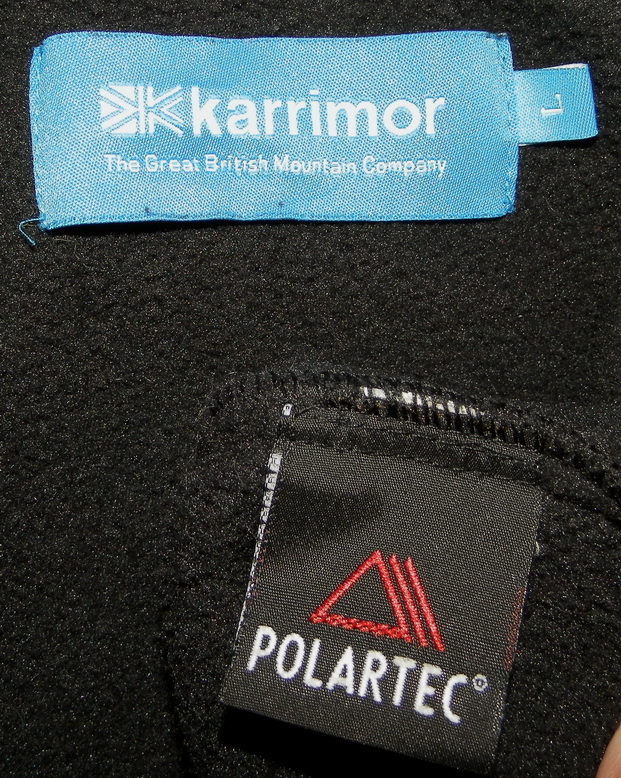 karrimor
The Great British Mountain Company
L
POLARTEC®